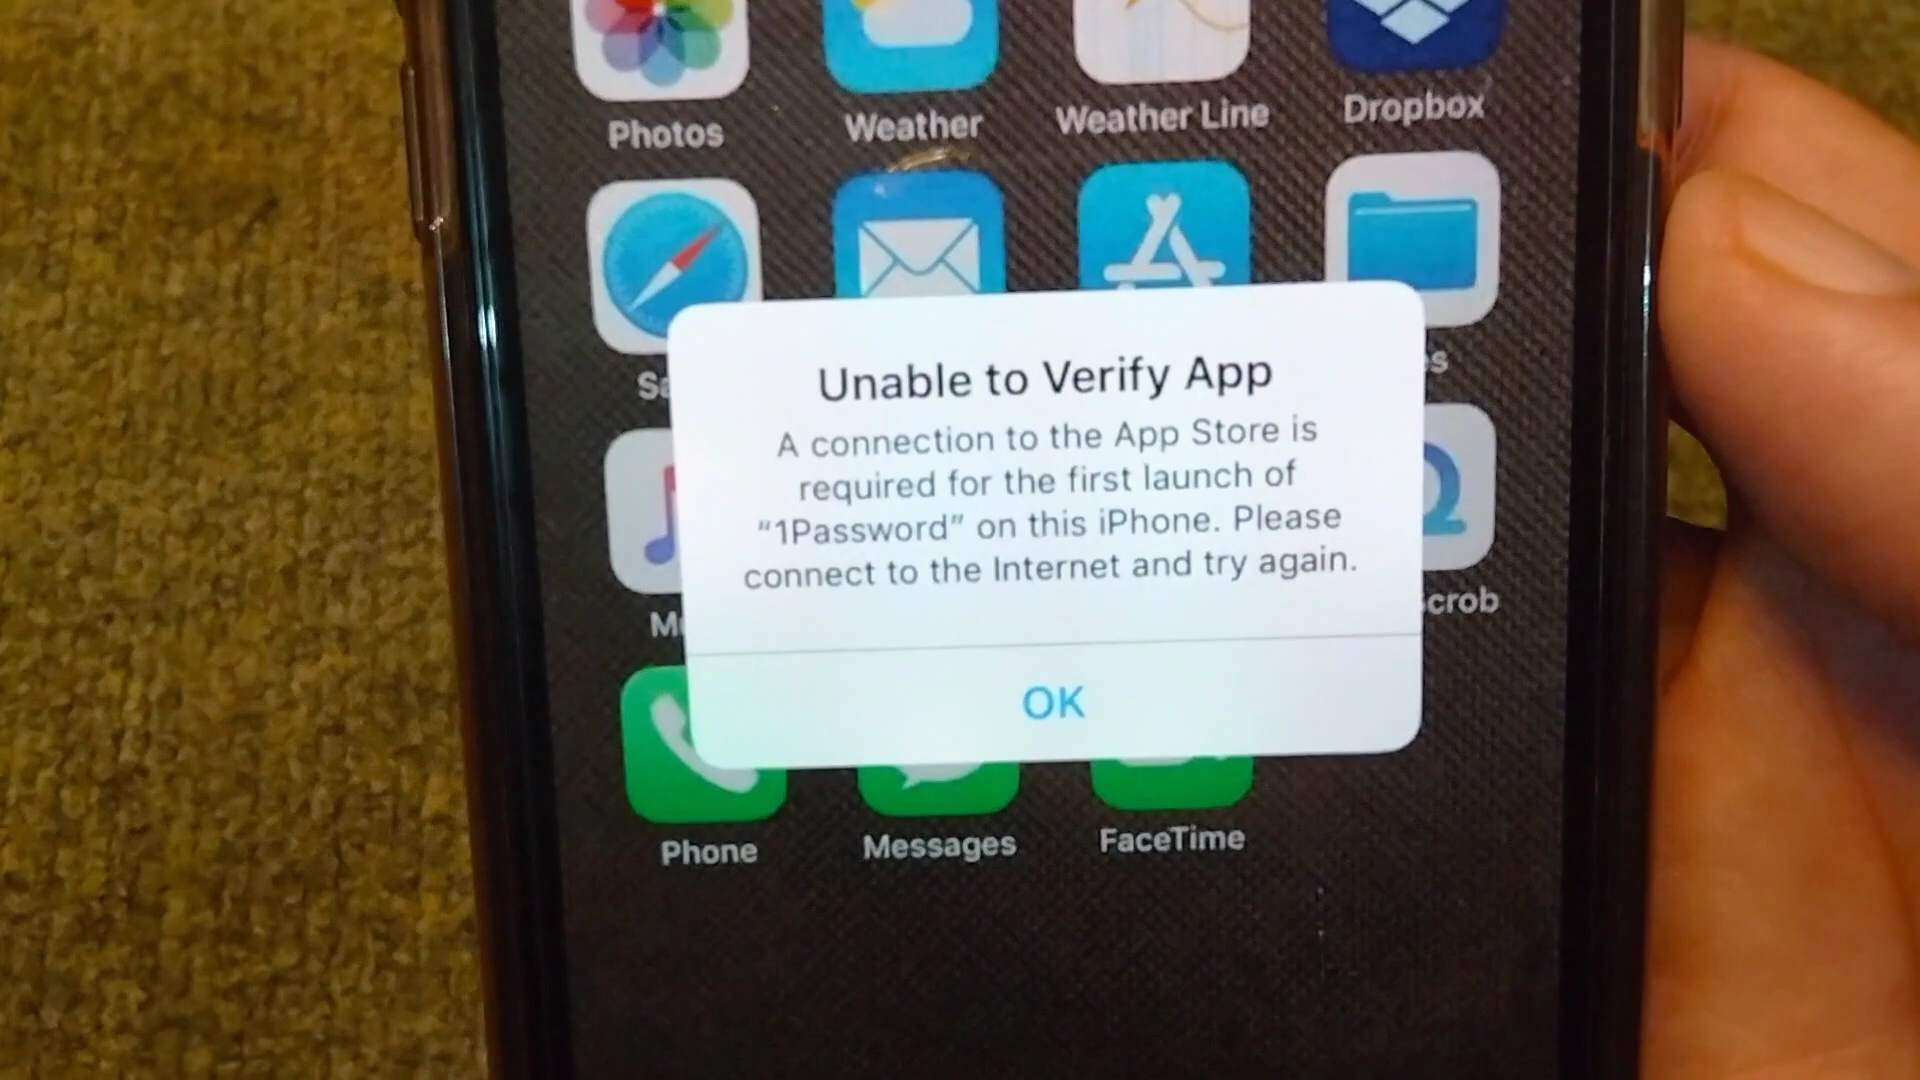 Photos
Weather
Weather Line
Dropbox
Unable to Verify App
A connection to the App Store is
required for the first launch of
"1Password" on this iPhone. Please
connect to the Internet and try again.
OK
crob
Phone
Messages
FaceTime